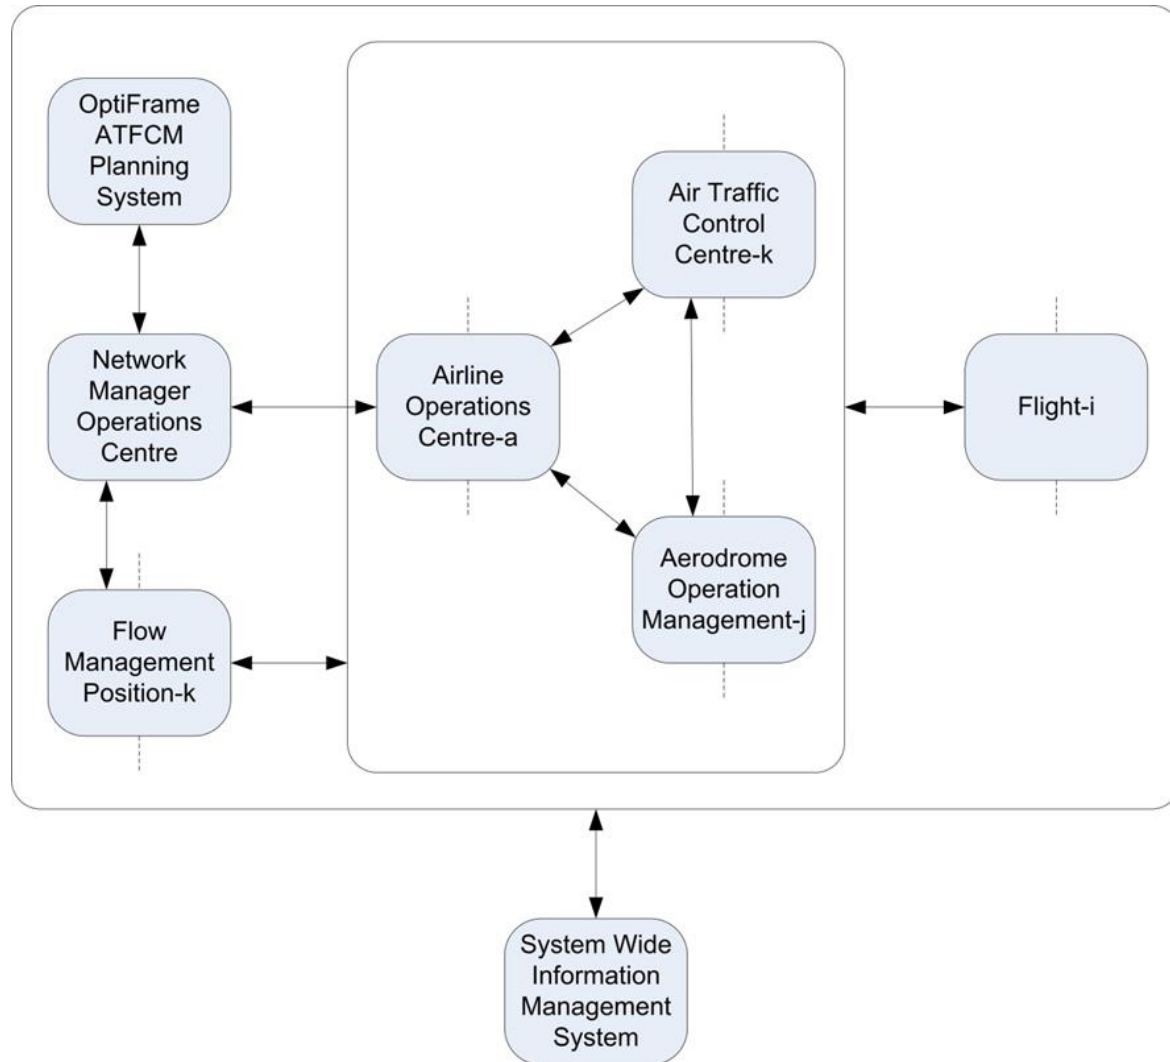 OptiFrame
ATFCM
Planning
System
Air Traffic
Control
Centre-k
Network
Manager
Operations
Centre
Airline
Operations
Centre-a
Flight-i
Aerodrome
Operation
Management-j
Flow
Management
Position-k
System Wide
Information
Management
System